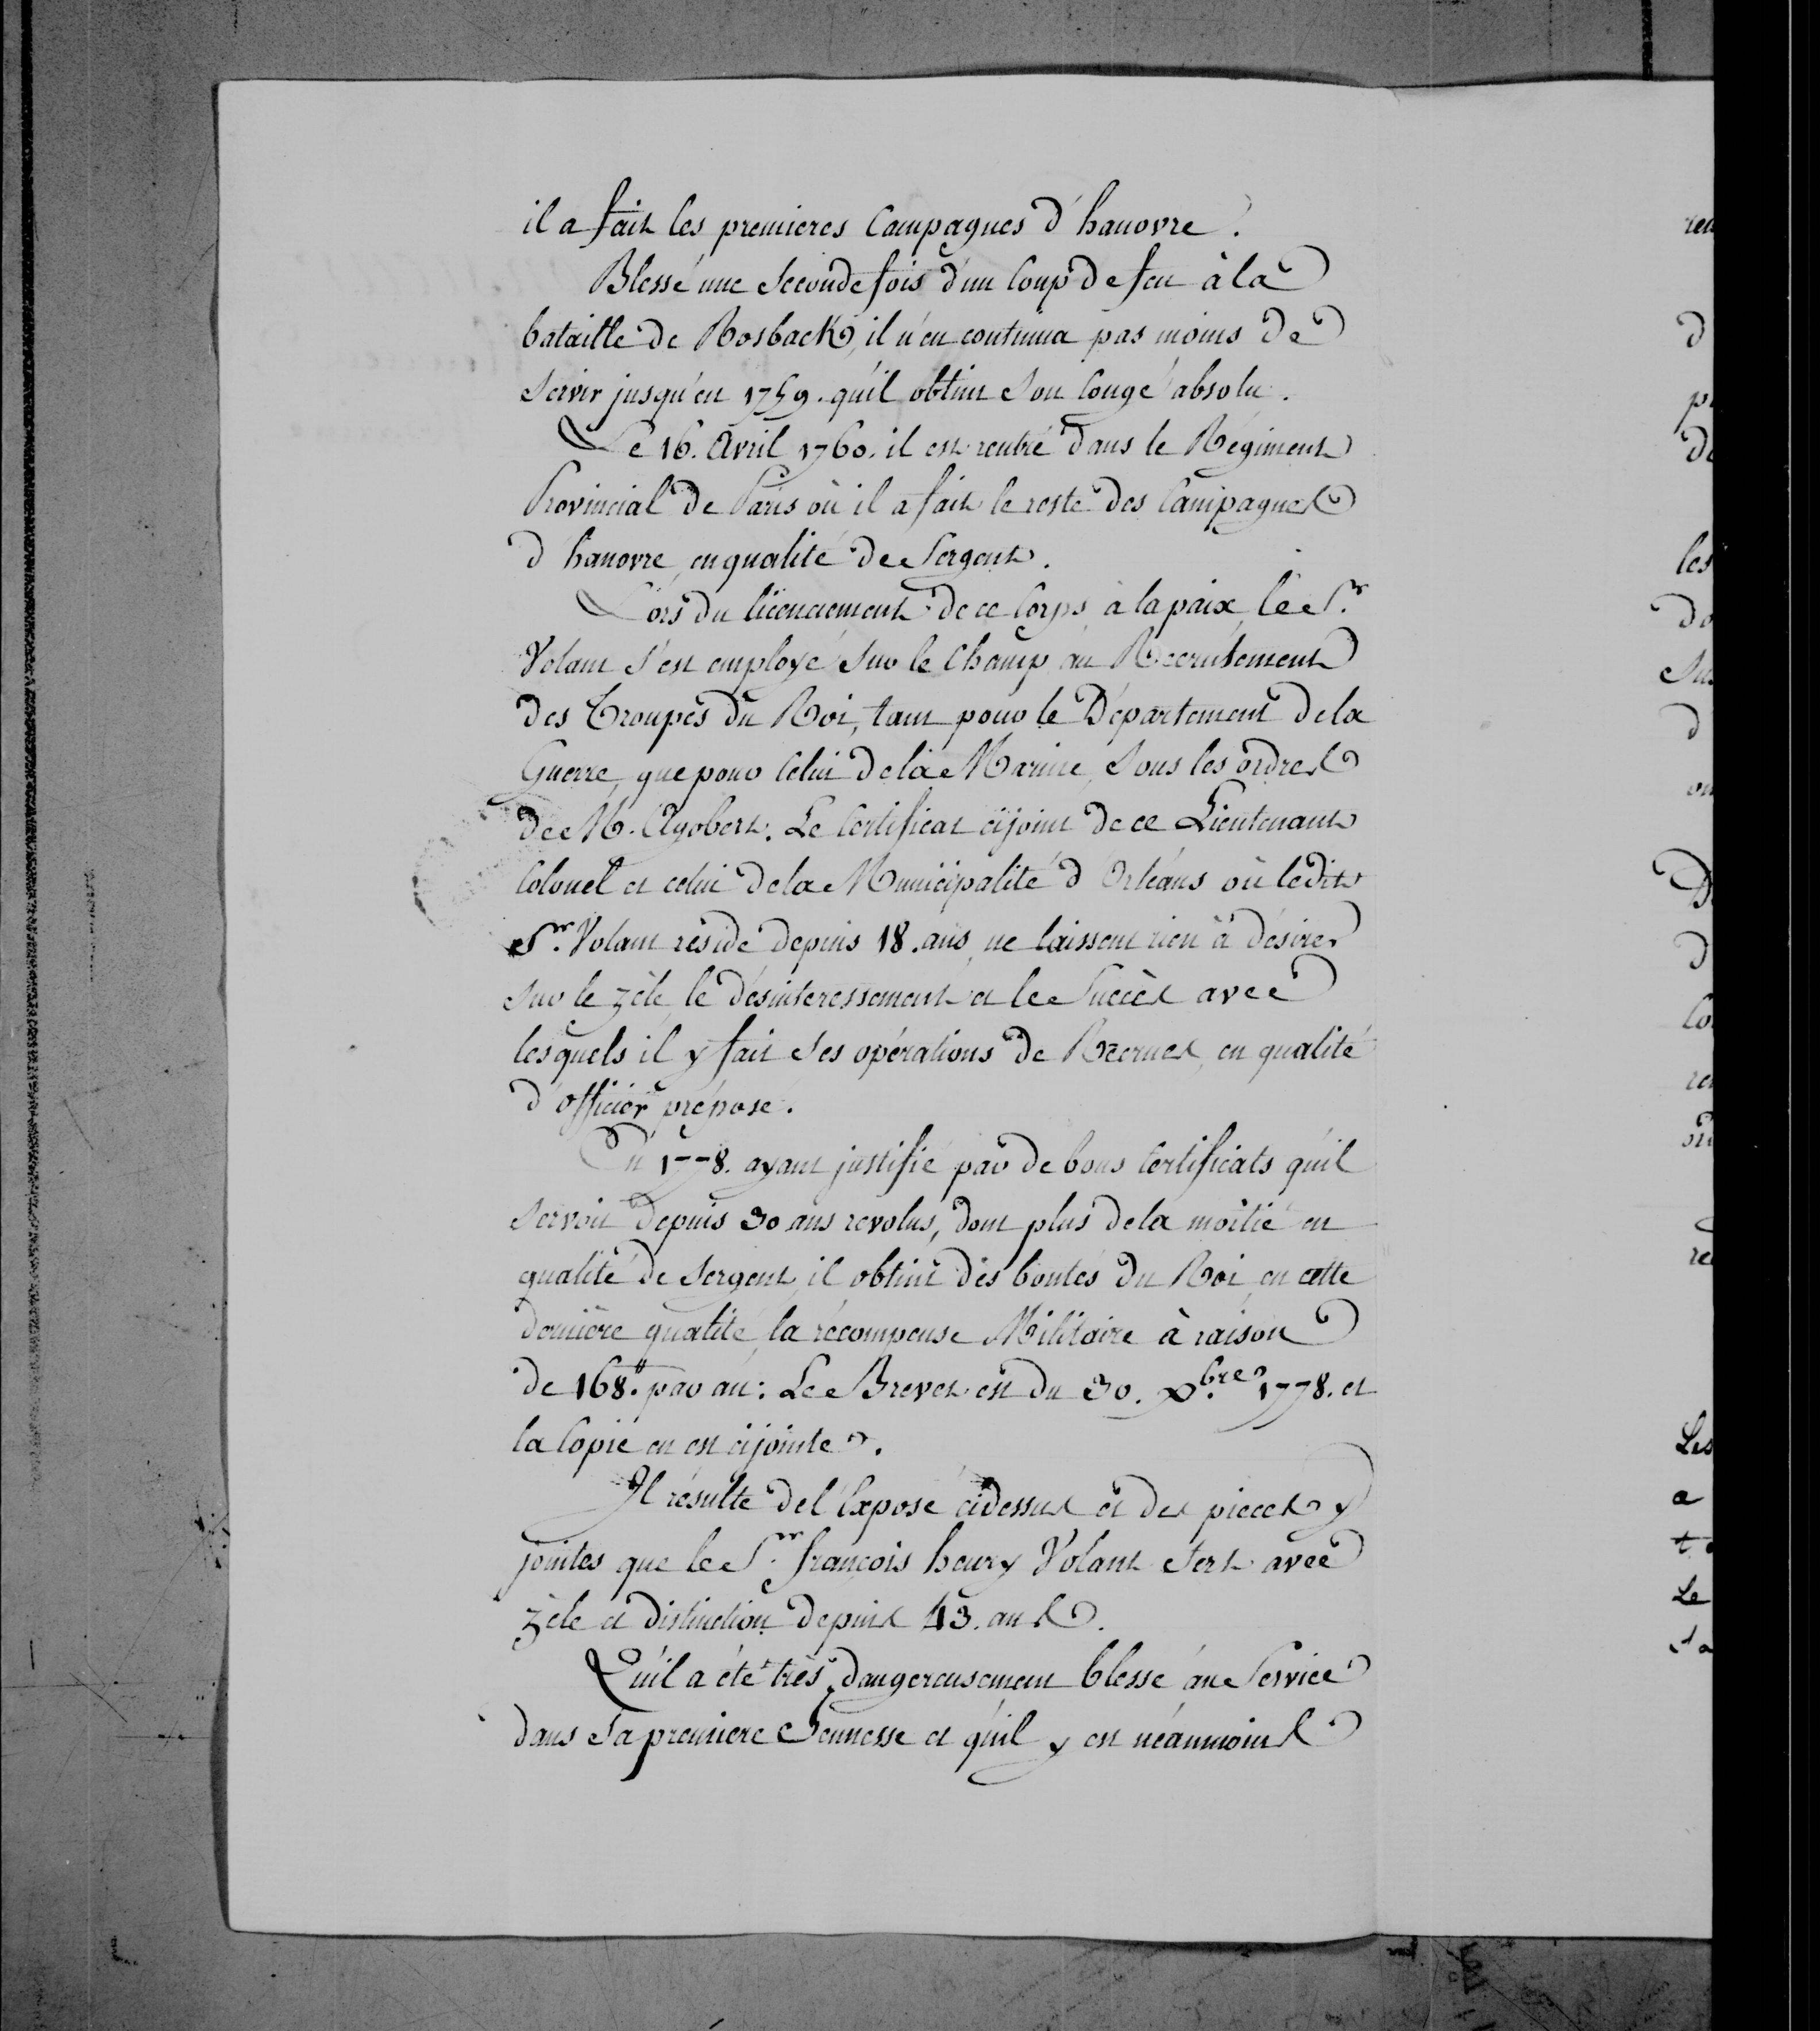 il a fait les premieres Campagnes d'hanovre.
Blessé une seconde fois d'un Coup de feu à la
bataille de Rosback, il n'en continua pas moins de
servir jusqu'en 1759. qu'il obtint son Congé absolu.
Le 16. Avril 1760. il est rentré dans le Régiment
Provincial de Paris où il a fait le reste des Campagnes
d'hanovre, en qualité de Sergent.
Lors du licenciement de ce Corps, à la paix, le Sr.
Volant s'est employé sur le Champ au Recrutement
des Troupes du Roi, tant pour le Département de la
Guerre, que pour Celui de la Marine, sous les ordres
de M. Agobert. Le Certificat cijoint de ce Lieutenant
Colonel et celui de la Municipalité d'Orléans où ledit
Sr. Volant réside depuis 18. ans, ne laissent rien à désirer
sur le zèle, le désinteressement et le Succès avec
lesquels il y fait ses opérations de Recrues, en qualité
d'officier préposé.
En 1778. ayant justifié par de bons Certificats qu'il
servoit depuis 30 ans revolus, dont plus de la moitié en
qualité de Sergent, il obtint des bontés du Roi, en cette
dernière qualité, la récompense Militaire à raison
de 168.# par an: Le Brevet est du 30. Xbre. 1778. et
la Copie en est cijointe.
Il résulte de l'Exposé cidessus et des pieces y
jointes que le Sr. françois henry Volant sert avec
zèle et distinction depuis 43. ans.
Qu'il a été très dangereusement blessé au Service
dans sa premiere Jeunesse et qu'il y est néanmoins